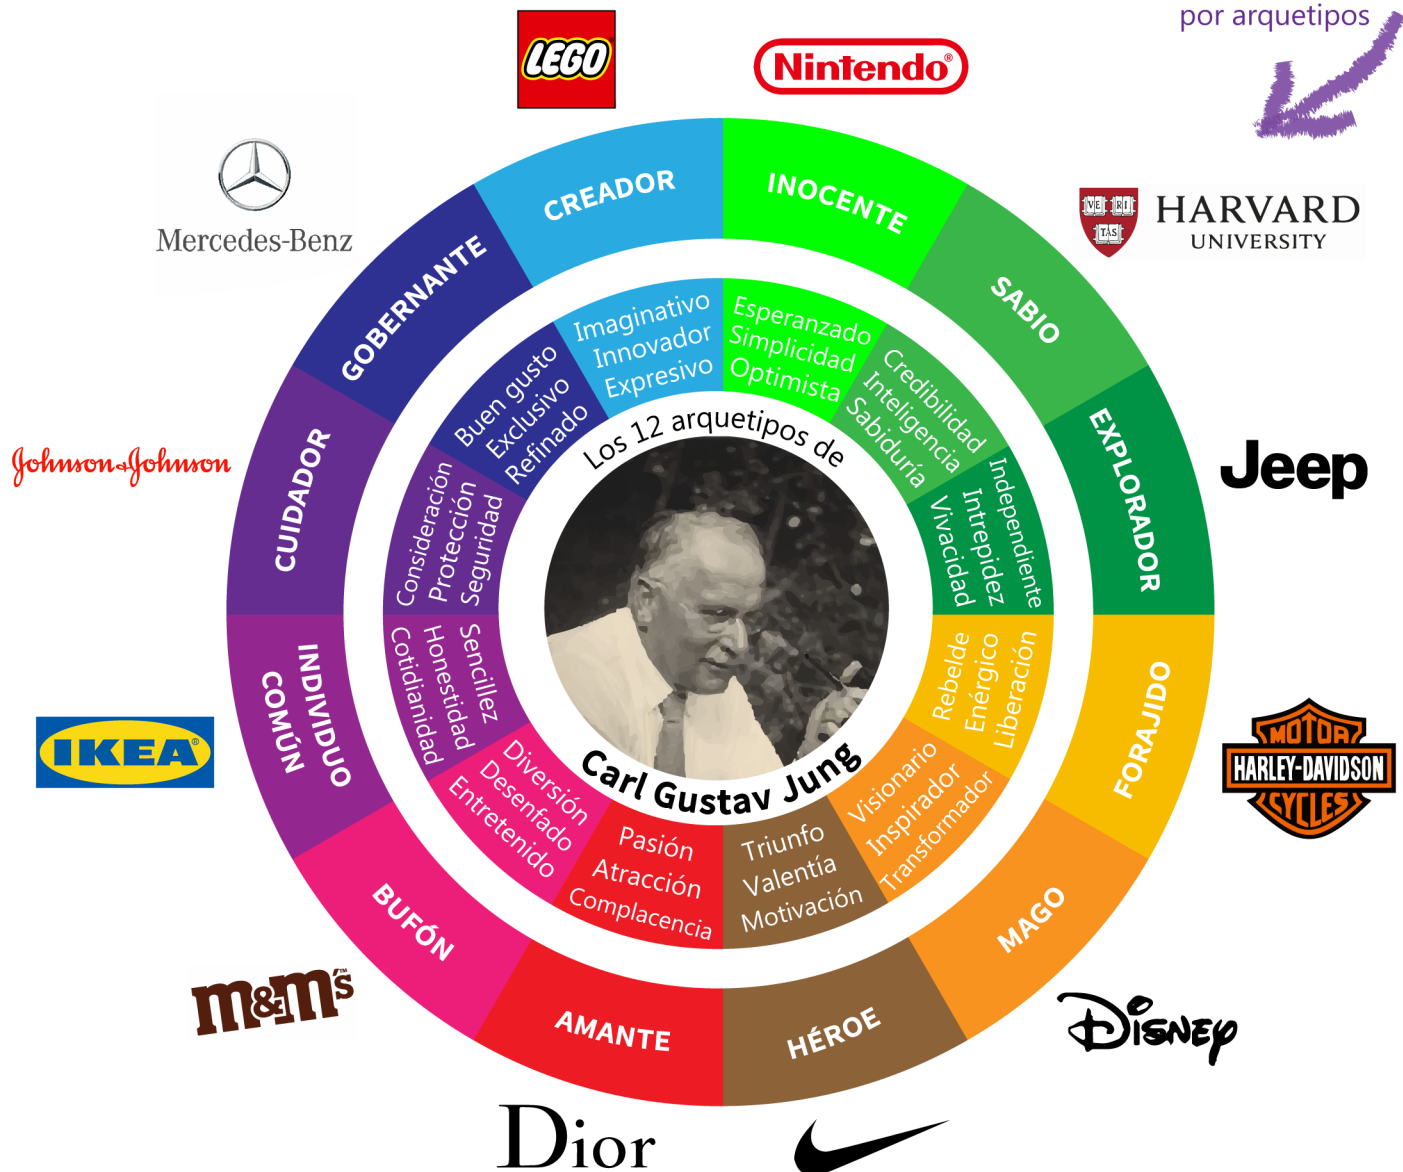 por arquetipos
LEGO
Nintendo®
Mercedes-Benz
VE RI
TAS
HARVARD
UNIVERSITY
Johnson & Johnson
Jeep
IKEA®
MOTOR
HARLEY-DAVIDSON
CYCLES
m&m's™
Disney
Dior
INOCENTE
SABIO
EXPLORADOR
FORAJIDO
MAGO
HÉROE
AMANTE
BUFÓN
INDIVIDUO
COMÚN
CUIDADOR
GOBERNANTE
CREADOR
Esperanzado
Simplicidad
Optimista
Credibilidad
Inteligencia
Sabiduría
Independiente
Intrepidez
Vivacidad
Rebelde
Enérgico
Liberación
Visionario
Inspirador
Transformador
Triunfo
Valentía
Motivación
Pasión
Atracción
Complacencia
Diversión
Desenfado
Entretenido
Sencillez
Honestidad
Cotidianidad
Consideración
Protección
Seguridad
Buen gusto
Exclusivo
Refinado
Imaginativo
Innovador
Expresivo
Los 12 arquetipos de
Carl Gustav Jung